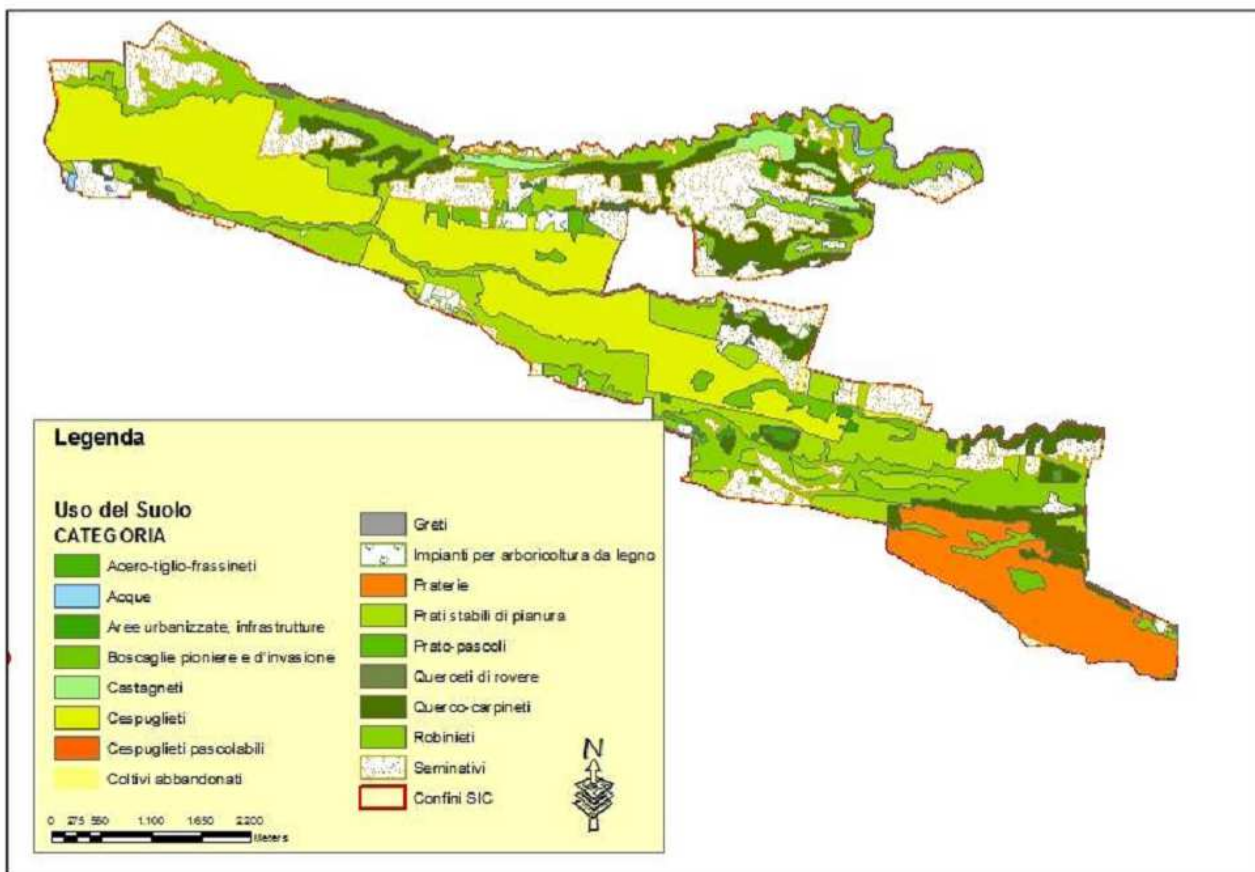 Legenda
Uso del Suolo
CATEGORIA
Acero-tiglio-frassineti
Acque
Aree urbanizzate, infrastrutture
Boscaglie pioniere e d'invasione
Castagneti
Cespuglieti
Cespuglieti pascolabili
Coltivi abbandonati
Greti
Impianti per arboricoltura da legno
Praterie
Prati stabili di pianura
Prato-pascoli
Querceti di rovere
Querco-carpineti
Robinieti
Seminativi
Confini SIC
N
0 275 550 1.100 1.650 2.200
Meters